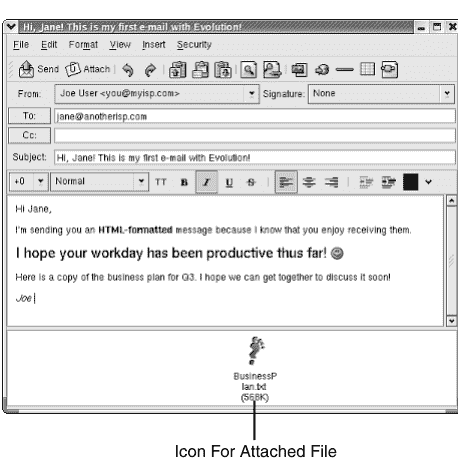 Hi, Jane! This is my first e-mail with Evolution!
File Edit Format View Insert Security
Send Attach
From: Joe User <you@myisp.com> Signature: None
To: jane@anotherisp.com
Cc:
Subject: Hi, Jane! This is my first e-mail with Evolution!
+0 Normal TT B I U S
Hi Jane,
I'm sending you an HTML-formatted message because I know that you enjoy receiving them.
I hope your workday has been productive thus far!
Here is a copy of the business plan for Q3. I hope we can get together to discuss it soon!
Joe
BusinessP
lan.txt
(568K)
Icon For Attached File